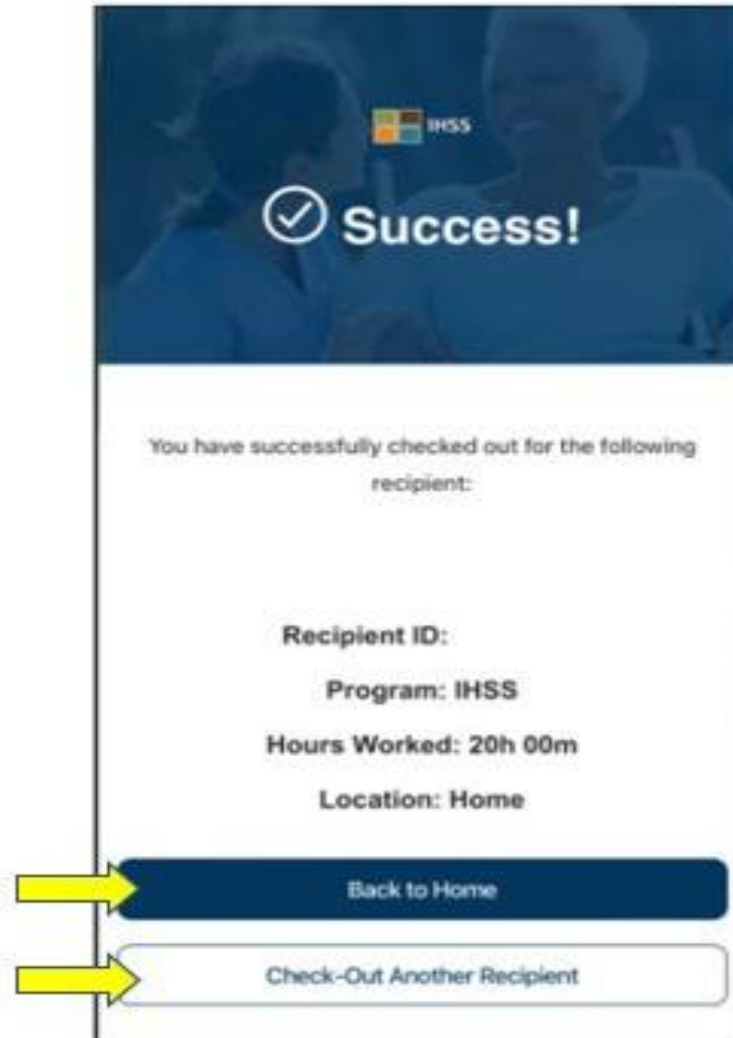 IHSS
Success!
You have successfully checked out for the following
recipient:
Recipient ID:
Program: IHSS
Hours Worked: 20h 00m
Location: Home
Back to Home
Check-Out Another Recipient